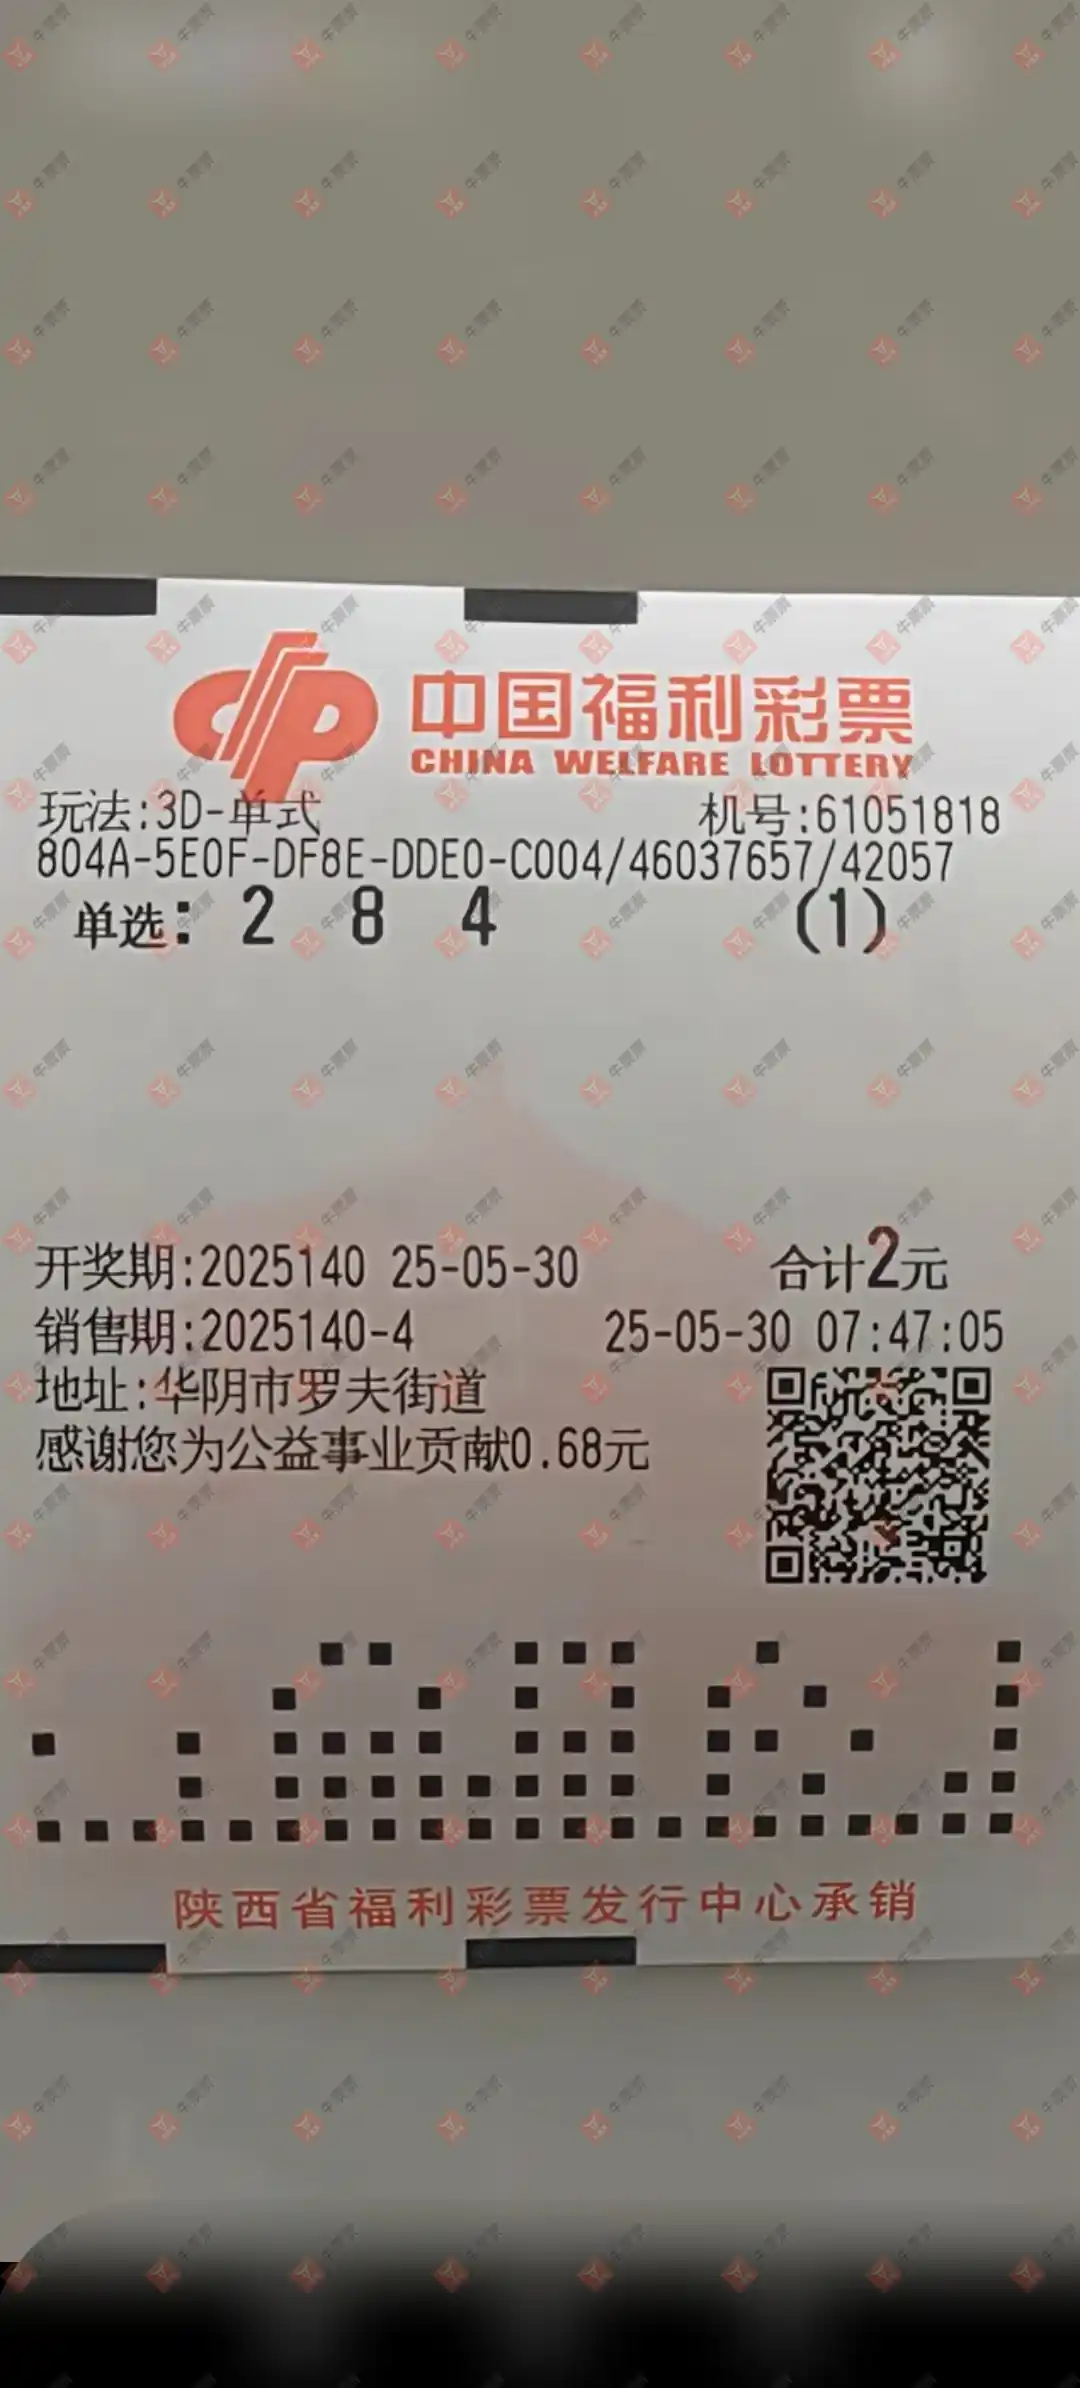 中国福利彩票
CHINA WELFARE LOTTERY
玩法:3D-单式 机号:61051818
804A-5E0F-DF8E-DDE0-C004/46037657/42057
单选: 2 8 4 (1)
开奖期:2025140 25-05-30 合计2元
销售期:2025140-4 25-05-30 07:47:05
地址:华阴市罗夫街道
感谢您为公益事业贡献0.68元
陕西省福利彩票发行中心承销
牛票票